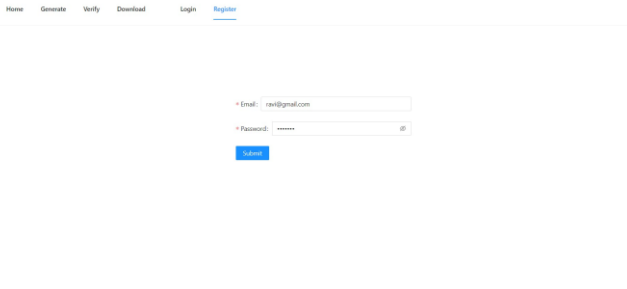 Home Generate Verify Download Login Register
* Email: ravi@gmail.com
* Password: •••••••
Submit